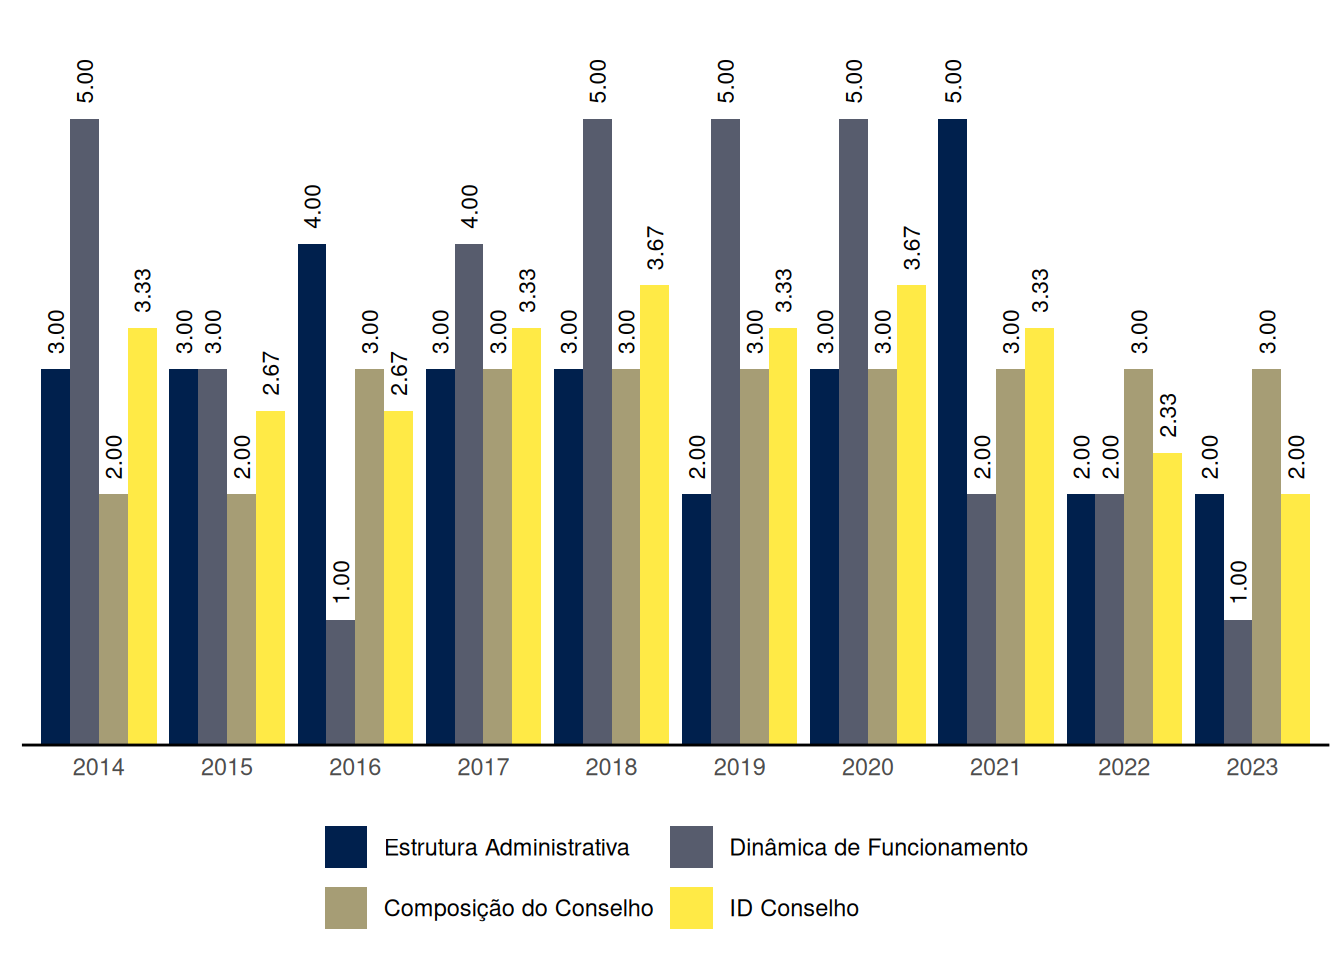 3.00 5.00 2.00 3.33 3.00 3.00 2.00 2.67 4.00 1.00 3.00 2.67 3.00 4.00 3.00 3.33 3.00 5.00 3.00 3.67 2.00 5.00 3.00 3.33 3.00 5.00 3.00 3.67 5.00 2.00 3.00 3.33 2.00 2.00 3.00 2.33 2.00 1.00 3.00 2.00
2014 2015 2016 2017 2018 2019 2020 2021 2022 2023
Estrutura Administrativa Dinâmica de Funcionamento
Composição do Conselho ID Conselho